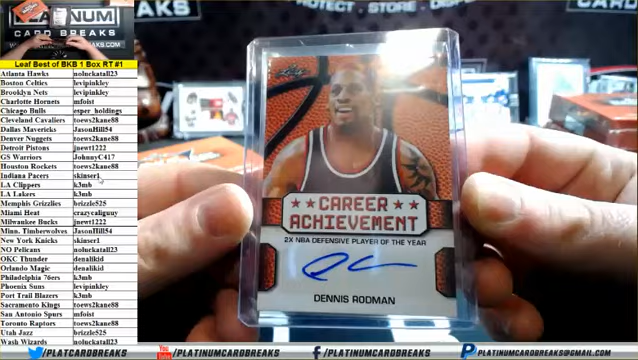 PLATINUM
CARD BREAKS
Leaf Best of BKB 1 Box RT #1
Atlanta Hawks noluckatall23
Boston Celtics levipinkley
Brooklyn Nets levipinkley
Charlotte Hornets mfoist
Chicago Bulls esper_holdings
Cleveland Cavaliers toews2kane88
Dallas Mavericks JasonHill54
Denver Nuggets toews2kane88
Detroit Pistons jnewt1222
GS Warriors JohnnyC417
Houston Rockets toews2kane88
Indiana Pacers skinser1
LA Clippers k3mb
LA Lakers k3mb
Memphis Grizzlies brizzle525
Miami Heat crazycaliguuy
Milwaukee Bucks jnewt1222
Minn. Timberwolves JasonHill54
New York Knicks skinser1
NO Pelicans noluckatall23
OKC Thunder denalikid
Orlando Magic denalikid
Philadelphia 76ers k3mb
Phoenix Suns levipinkley
Port Trail Blazers k3mb
Sacramento Kings toews2kane88
San Antonio Spurs mfoist
Toronto Raptors toews2kane88
Utah Jazz brizzle525
Wash Wizards noluckatall23
PROTECT . STORE . D
Leaf
CAREER
ACHIEVEMENT
2X NBA DEFENSIVE PLAYER OF THE YEAR
DENNIS RODMAN
/PLATCARDBREAKS
/PLATINUMCARDBREAKS
/PLATINUMCARDBREAKS
PLATINUMCARDBREAKS@GMAIL.COM